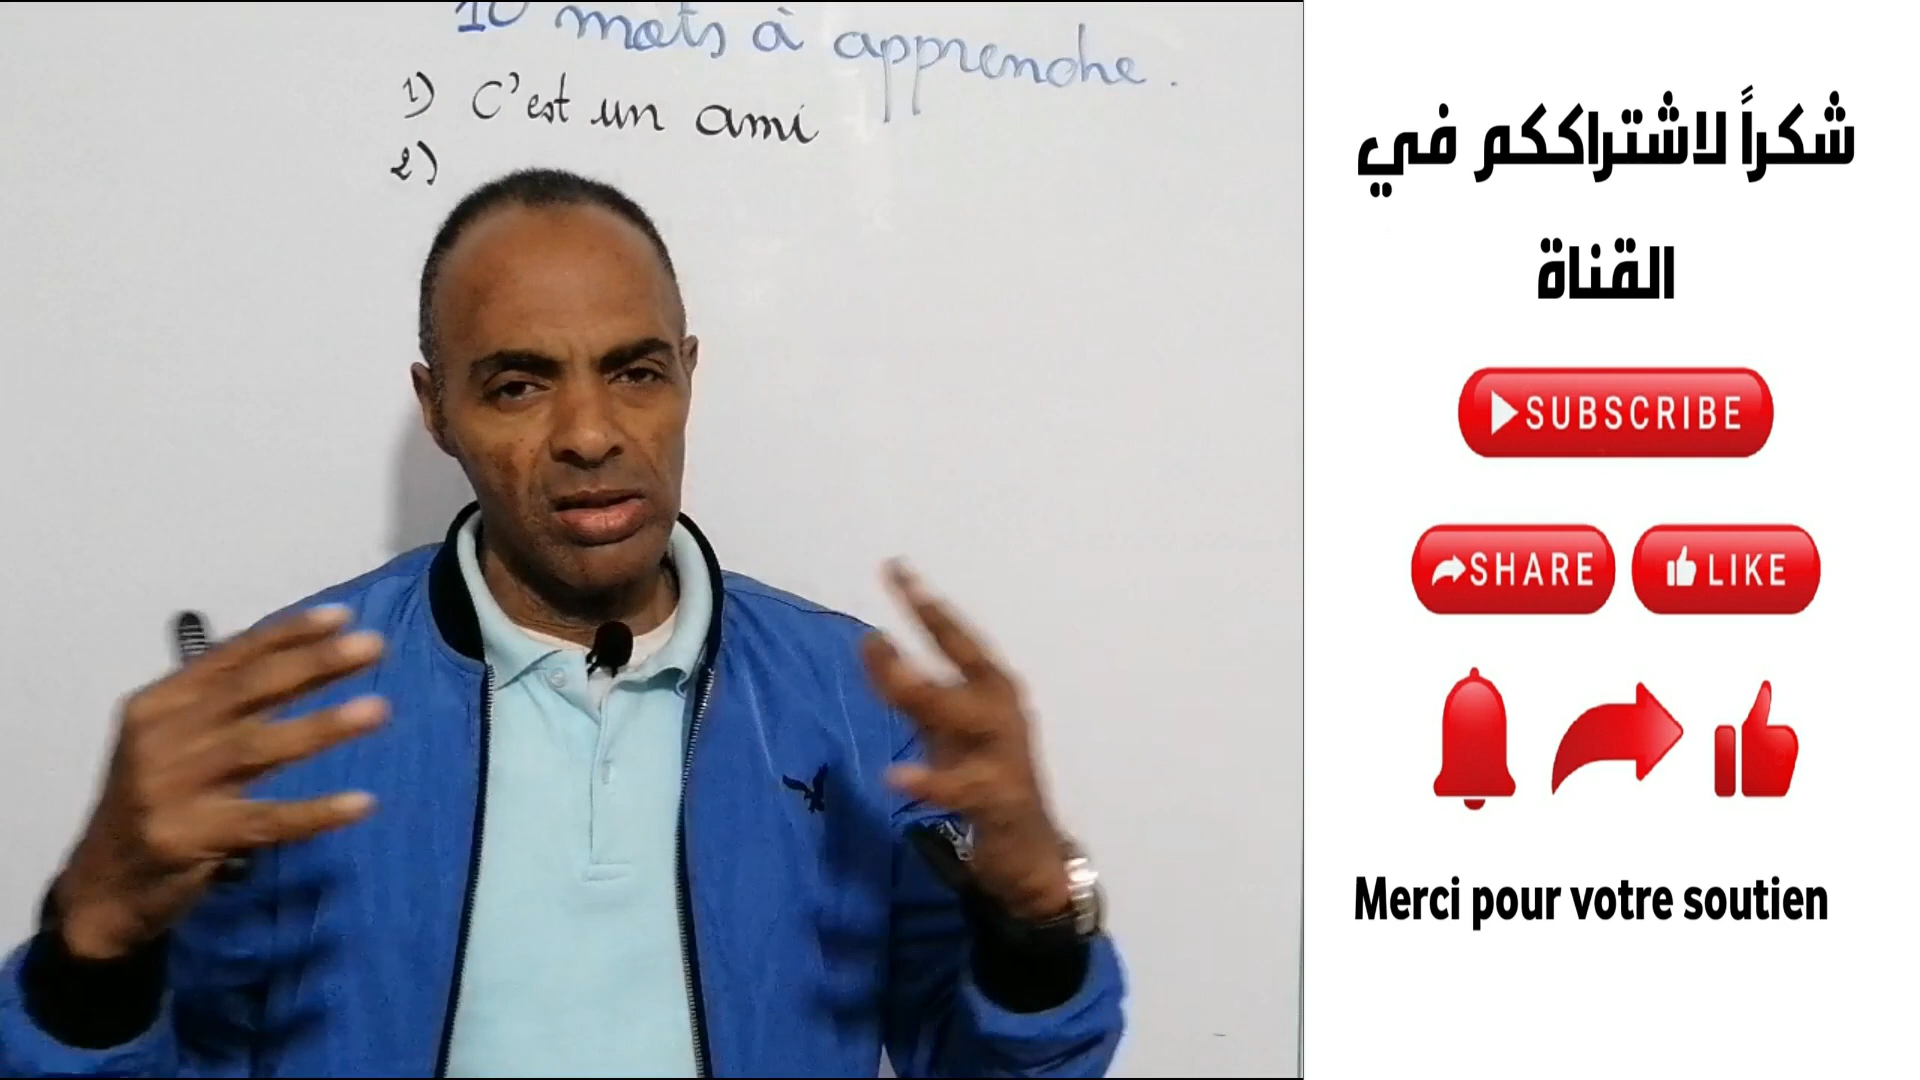 10 mots à apprendre.
1) C'est un ami
2)
شكراً لاشتراككم في
القناة
SUBSCRIBE
SHARE
LIKE
Merci pour votre soutien